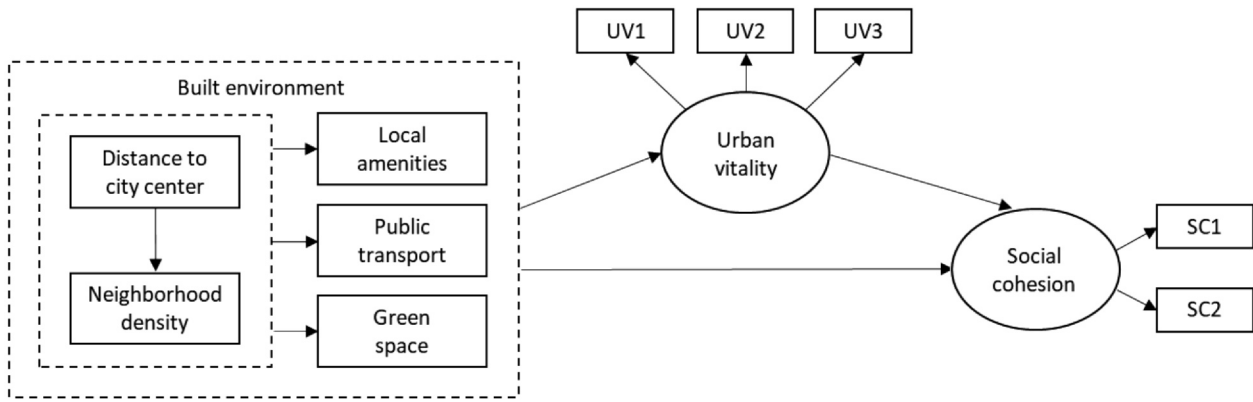 UV1
UV2
UV3
Built environment
Distance to
city center
Neighborhood
density
Local
amenities
Public
transport
Green
space
Urban
vitality
Social
cohesion
SC1
SC2